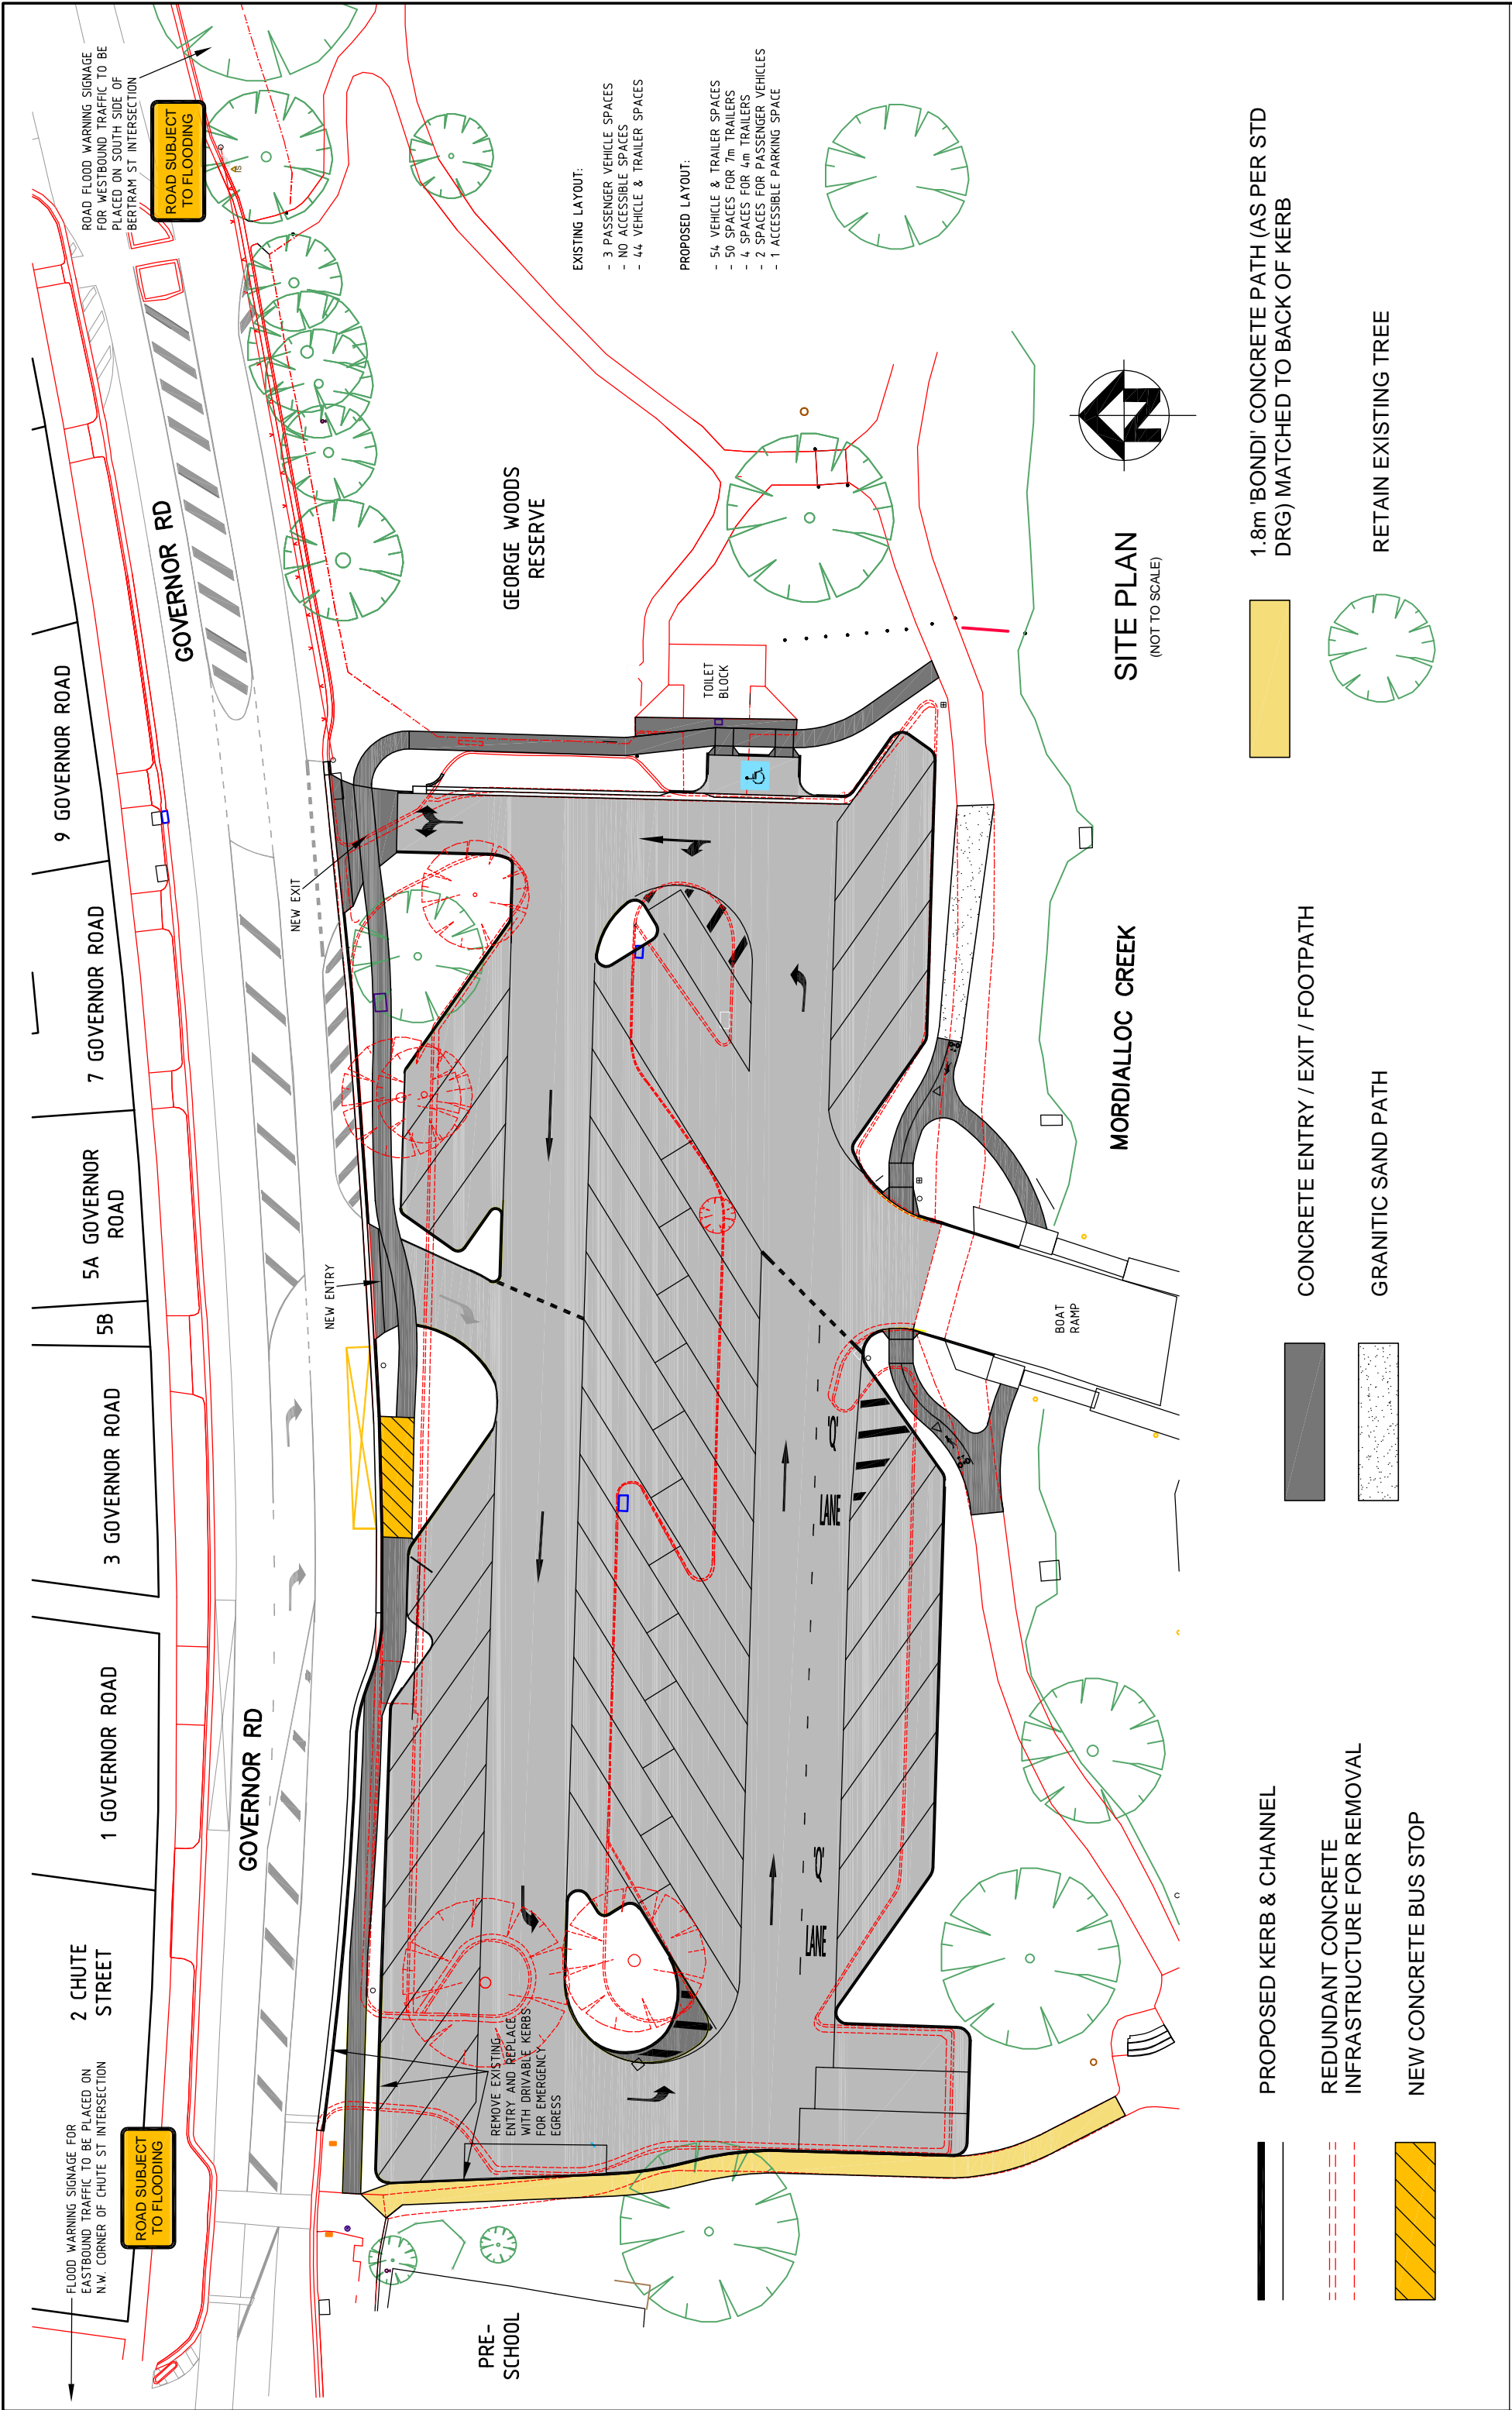 FLOOD WARNING SIGNAGE FOR
EASTBOUND TRAFFIC TO BE PLACED ON
N.W. CORNER OF CHUTE ST INTERSECTION
ROAD SUBJECT
TO FLOODING
2 CHUTE
STREET
1 GOVERNOR ROAD
3 GOVERNOR ROAD
5B
5A GOVERNOR
ROAD
7 GOVERNOR ROAD
9 GOVERNOR ROAD
ROAD FLOOD WARNING SIGNAGE
FOR WESTBOUND TRAFFIC TO BE
PLACED ON SOUTH SIDE OF
BERTRAM ST INTERSECTION
ROAD SUBJECT
TO FLOODING
GOVERNOR RD
GOVERNOR RD
NEW ENTRY
NEW EXIT
PRE-
SCHOOL
REMOVE EXISTING
ENTRY AND REPLACE
WITH DRIVABLE KERBS
FOR EMERGENCY
EGRESS
GEORGE WOODS
RESERVE
EXISTING LAYOUT:
- 3 PASSENGER VEHICLE SPACES
- NO ACCESSIBLE SPACES
- 44 VEHICLE & TRAILER SPACES
PROPOSED LAYOUT:
- 54 VEHICLE & TRAILER SPACES
- 50 SPACES FOR 7m TRAILERS
- 4 SPACES FOR 4m TRAILERS
- 2 SPACES FOR PASSENGER VEHICLES
- 1 ACCESSIBLE PARKING SPACE
TOILET
BLOCK
LANE 'Q'
LANE 'Q'
BOAT
RAMP
MORDIALLOC CREEK
SITE PLAN
(NOT TO SCALE)
N
PROPOSED KERB & CHANNEL
REDUNDANT CONCRETE
INFRASTRUCTURE FOR REMOVAL
NEW CONCRETE BUS STOP
CONCRETE ENTRY / EXIT / FOOTPATH
GRANITIC SAND PATH
1.8m 'BONDI' CONCRETE PATH (AS PER STD
DRG) MATCHED TO BACK OF KERB
RETAIN EXISTING TREE